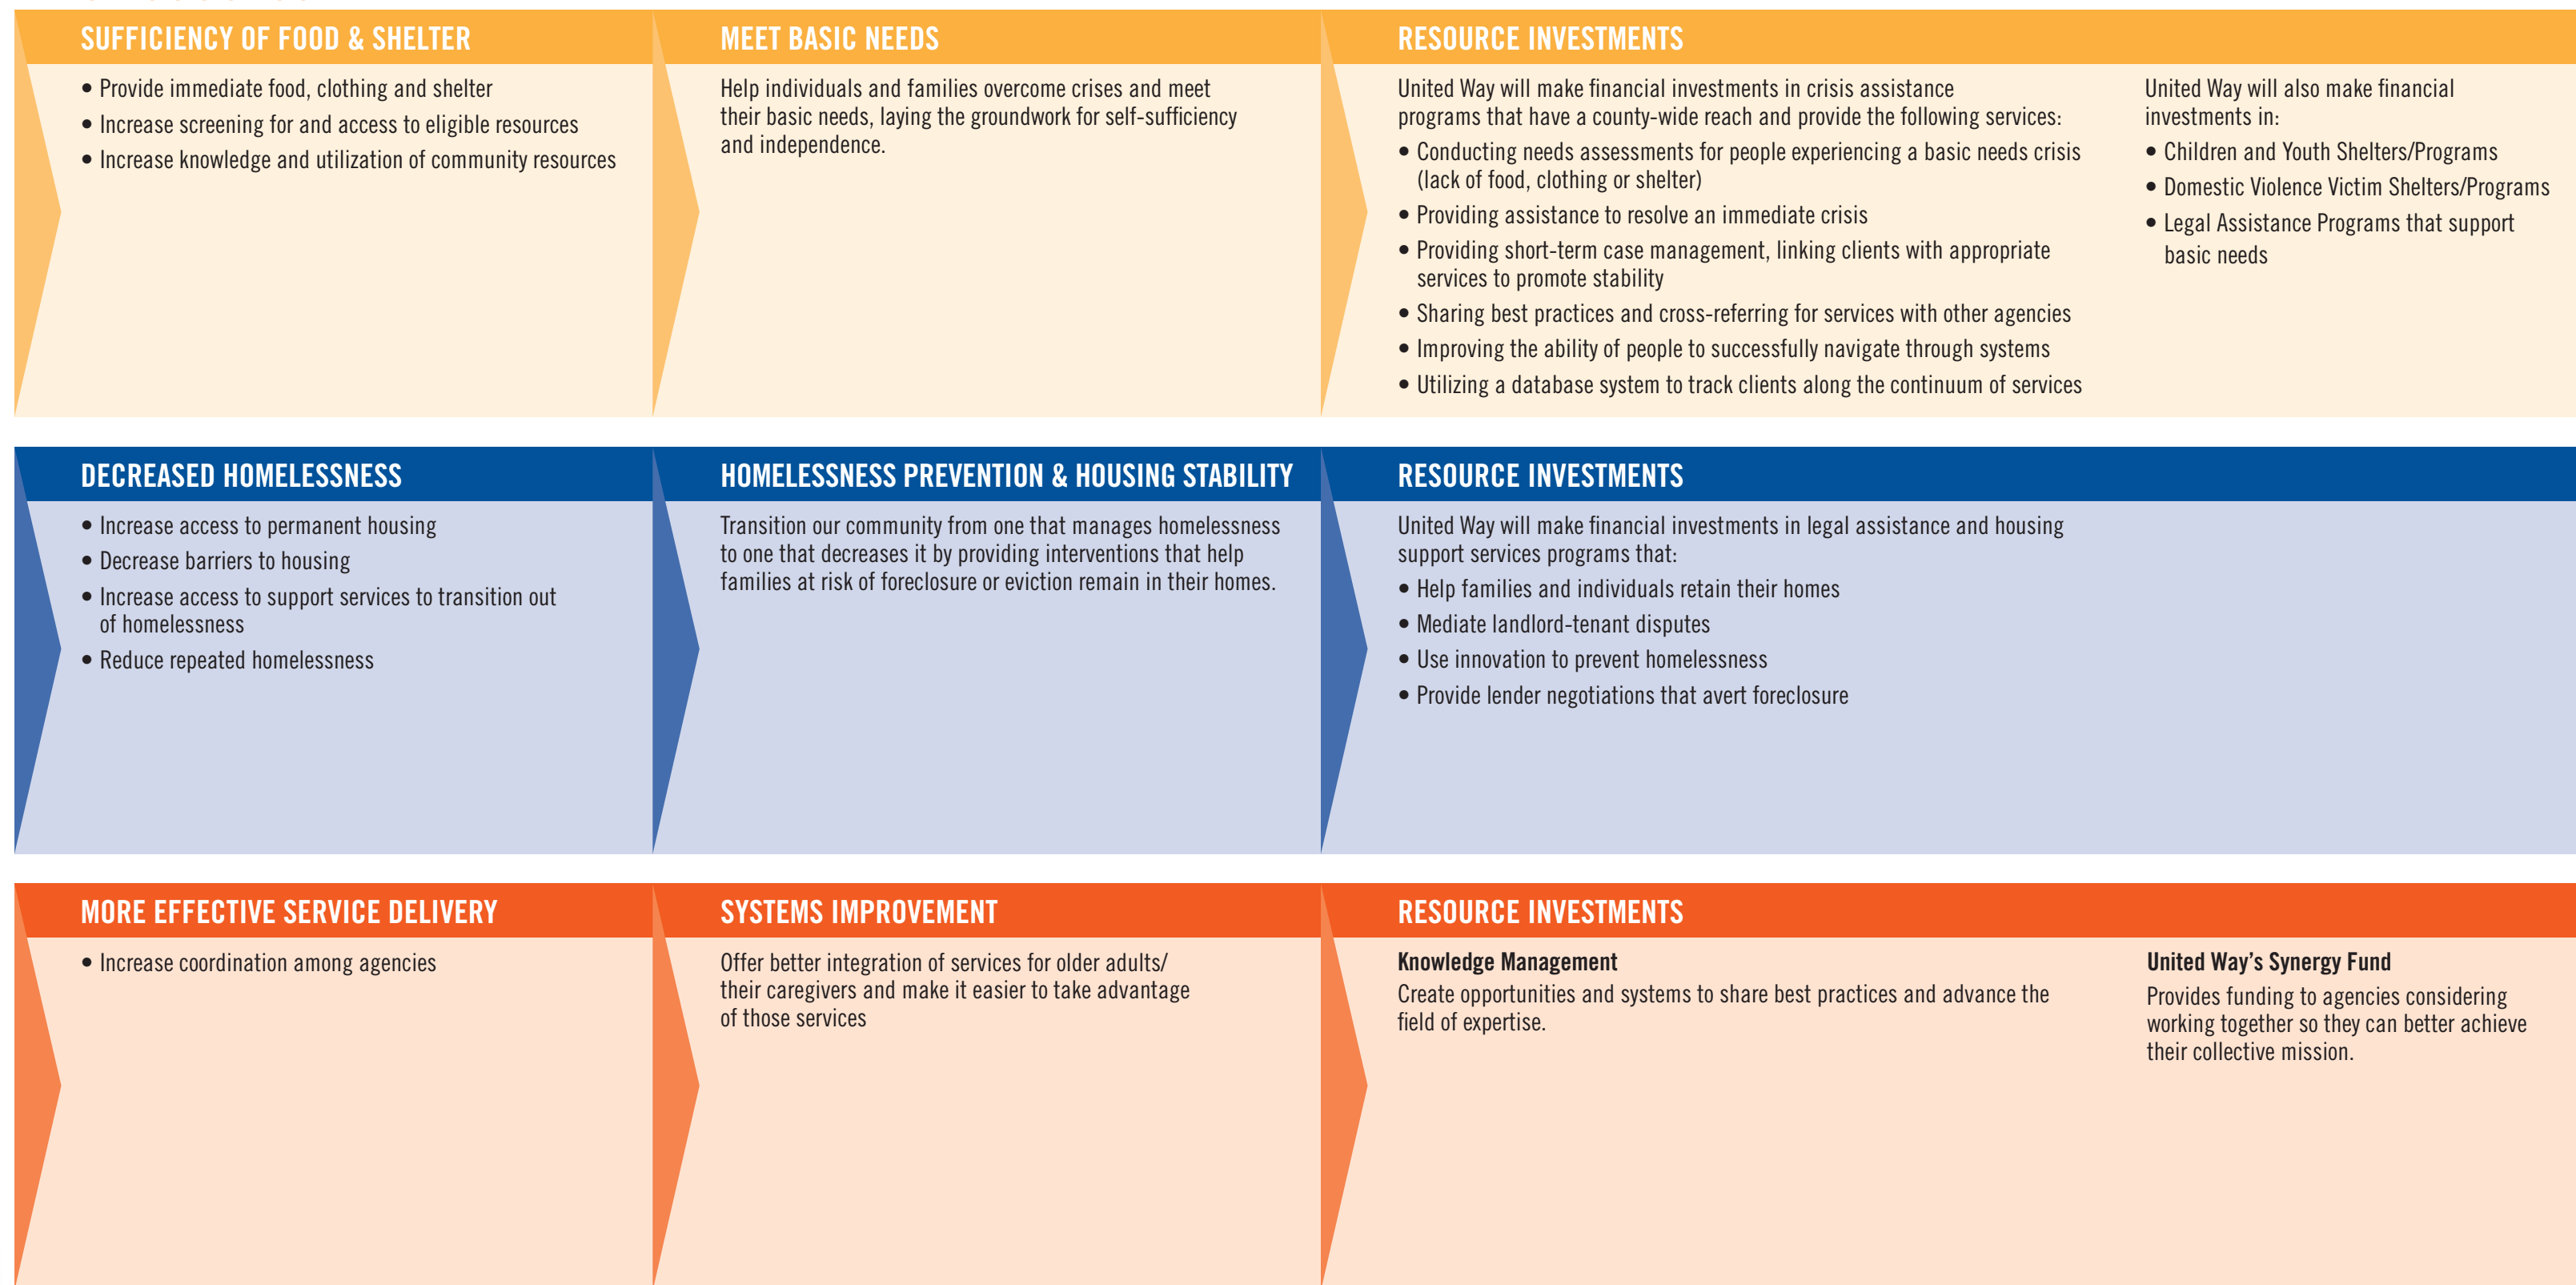 SUFFICIENCY OF FOOD & SHELTER
• Provide immediate food, clothing and shelter
• Increase screening for and access to eligible resources
• Increase knowledge and utilization of community resources
MEET BASIC NEEDS
Help individuals and families overcome crises and meet
their basic needs, laying the groundwork for self-sufficiency
and independence.
RESOURCE INVESTMENTS
United Way will make financial investments in crisis assistance
programs that have a county-wide reach and provide the following services:
• Conducting needs assessments for people experiencing a basic needs crisis
(lack of food, clothing or shelter)
• Providing assistance to resolve an immediate crisis
• Providing short-term case management, linking clients with appropriate
services to promote stability
• Sharing best practices and cross-referring for services with other agencies
• Improving the ability of people to successfully navigate through systems
• Utilizing a database system to track clients along the continuum of services
United Way will also make financial
investments in:
• Children and Youth Shelters/Programs
• Domestic Violence Victim Shelters/Programs
• Legal Assistance Programs that support
basic needs
DECREASED HOMELESSNESS
• Increase access to permanent housing
• Decrease barriers to housing
• Increase access to support services to transition out
of homelessness
• Reduce repeated homelessness
HOMELESSNESS PREVENTION & HOUSING STABILITY
Transition our community from one that manages homelessness
to one that decreases it by providing interventions that help
families at risk of foreclosure or eviction remain in their homes.
RESOURCE INVESTMENTS
United Way will make financial investments in legal assistance and housing
support services programs that:
• Help families and individuals retain their homes
• Mediate landlord-tenant disputes
• Use innovation to prevent homelessness
• Provide lender negotiations that avert foreclosure
MORE EFFECTIVE SERVICE DELIVERY
• Increase coordination among agencies
SYSTEMS IMPROVEMENT
Offer better integration of services for older adults/
their caregivers and make it easier to take advantage
of those services
RESOURCE INVESTMENTS
Knowledge Management
Create opportunities and systems to share best practices and advance the
field of expertise.
United Way’s Synergy Fund
Provides funding to agencies considering
working together so they can better achieve
their collective mission.